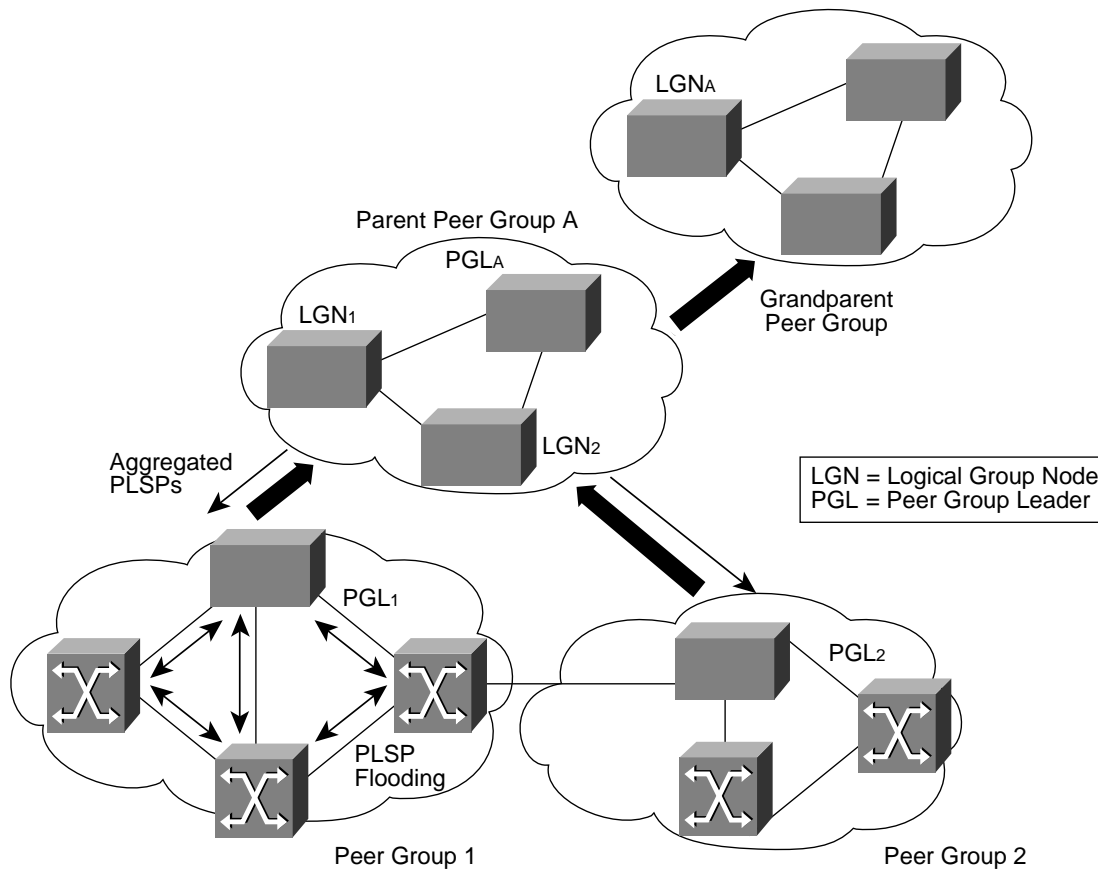 LGNA
Parent Peer Group A
PGLA
Grandparent
Peer Group
LGN1
LGN2
Aggregated
PLSPs
LGN = Logical Group Node
PGL = Peer Group Leader
PGL1
PGL2
PLSP
Flooding
Peer Group 1
Peer Group 2